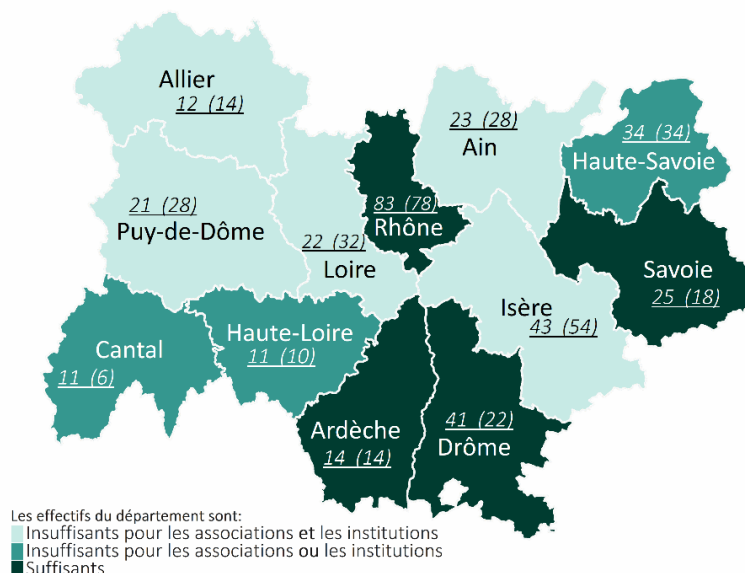 Allier
12 (14)
23 (28)
Ain
34 (34)
Haute-Savoie
21 (28)
Puy-de-Dôme
83 (78)
Rhône
22 (32)
Loire
Savoie
25 (18)
Isère
43 (54)
Cantal
11 (6)
Haute-Loire
11 (10)
Ardèche
14 (14)
41 (22)
Drôme
Les effectifs du département sont:
Insuffisants pour les associations et les institutions
Insuffisants pour les associations ou les institutions
Suffisants